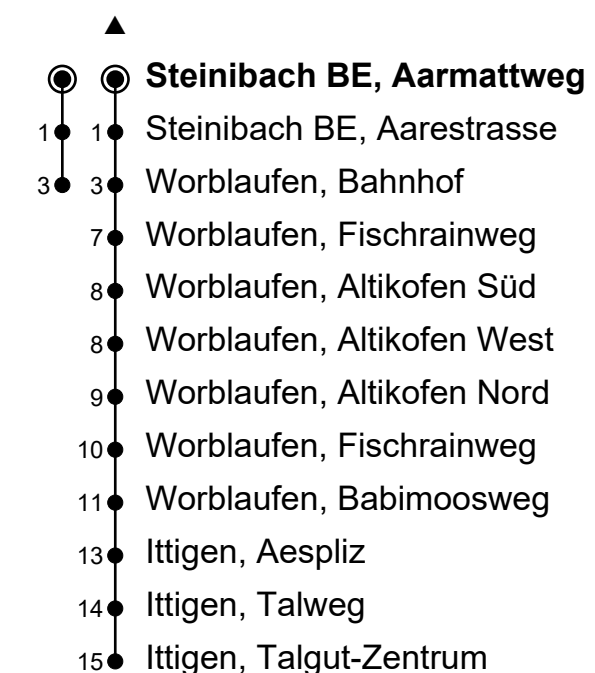 Steinibach BE, Aarmattweg
1 1 Steinibach BE, Aarestrasse
3 3 Worblaufen, Bahnhof
7 Worblaufen, Fischrainweg
8 Worblaufen, Altikofen Süd
8 Worblaufen, Altikofen West
9 Worblaufen, Altikofen Nord
10 Worblaufen, Fischrainweg
11 Worblaufen, Babimoosweg
13 Ittigen, Aespliz
14 Ittigen, Talweg
15 Ittigen, Talgut-Zentrum